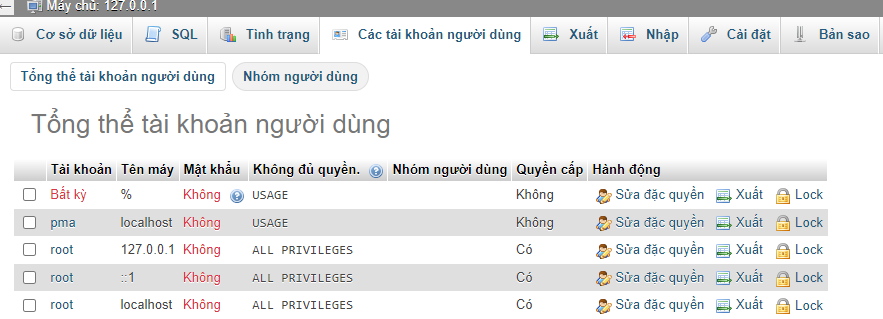 Máy chủ: 127.0.0.1
Cơ sở dữ liệu SQL Tình trạng Các tài khoản người dùng Xuất Nhập Cài đặt Bản sao
Tổng thể tài khoản người dùng Nhóm người dùng
Tổng thể tài khoản người dùng
Tài khoản Tên máy Mật khẩu Không đủ quyền. Nhóm người dùng Quyền cấp Hành động
Bất kỳ % Không USAGE Không Sửa đặc quyền Xuất Lock
pma localhost Không USAGE Không Sửa đặc quyền Xuất Lock
root 127.0.0.1 Không ALL PRIVILEGES Có Sửa đặc quyền Xuất Lock
root ::1 Không ALL PRIVILEGES Có Sửa đặc quyền Xuất Lock
root localhost Không ALL PRIVILEGES Có Sửa đặc quyền Xuất Lock